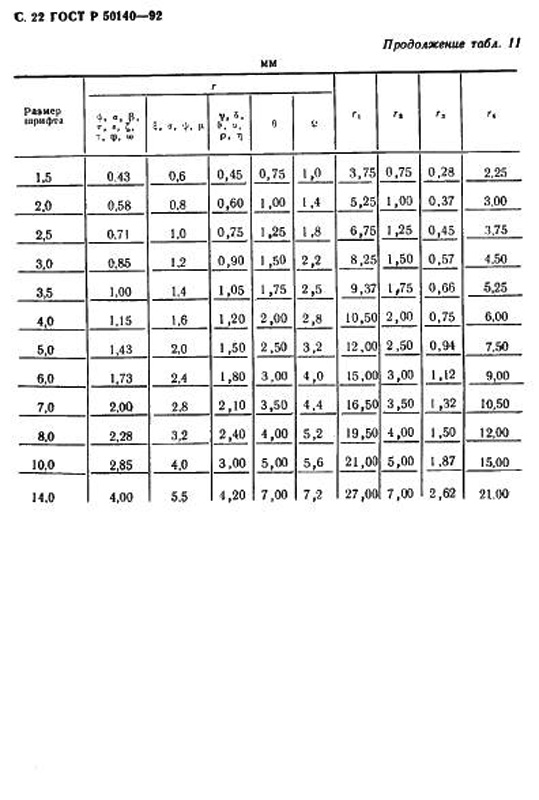 С. 22 ГОСТ Р 50140—92
Продолжение табл. 11
мм
Размер шрифта r r₁ r₂ r₃ r₄
ξ, σ, ψ, μ θ
1,5 0,43 0,6 0,45 0,75 1,0 3,75 0,75 0,28 2,25
2,0 0,58 0,8 0,60 1,00 1,4 5,25 1,00 0,37 3,00
2,5 0,71 1,0 0,75 1,25 1,8 6,75 1,25 0,45 3,75
3,0 0,85 1,2 0,90 1,50 2,2 8,25 1,50 0,57 4,50
3,5 1,00 1,4 1,05 1,75 2,5 9,37 1,75 0,66 5,25
4,0 1,15 1,6 1,20 2,00 2,8 10,50 2,00 0,75 6,00
5,0 1,43 2,0 1,50 2,50 3,2 12,00 2,50 0,94 7,50
6,0 1,73 2,4 1,80 3,00 4,0 15,00 3,00 1,12 9,00
7,0 2,00 2,8 2,10 3,50 4,4 16,50 3,50 1,32 10,50
8,0 2,28 3,2 2,40 4,00 5,2 19,50 4,00 1,50 12,00
10,0 2,85 4,0 3,00 5,00 5,6 21,00 5,00 1,87 15,00
14,0 4,00 5,5 4,20 7,00 7,2 27,00 7,00 2,62 21,00